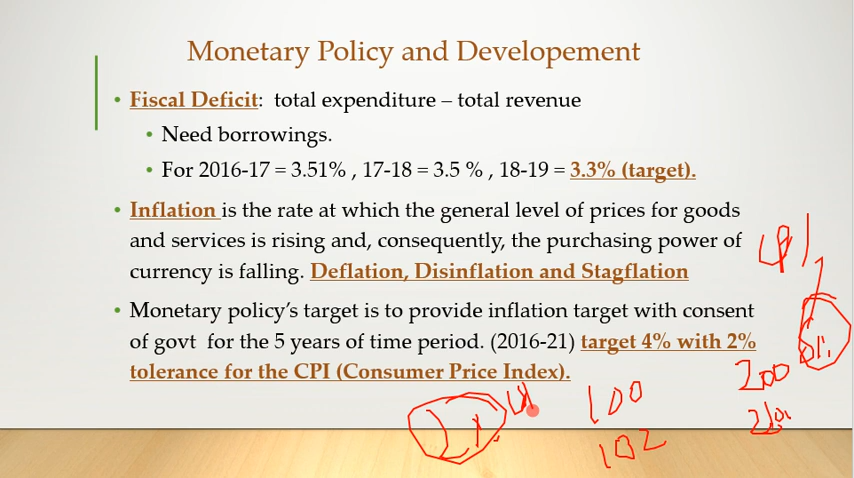 Monetary Policy and Developement
• Fiscal Deficit: total expenditure – total revenue
• Need borrowings.
• For 2016-17 = 3.51% , 17-18 = 3.5 % , 18-19 = 3.3% (target).
• Inflation is the rate at which the general level of prices for goods
and services is rising and, consequently, the purchasing power of
currency is falling. Deflation, Disinflation and Stagflation
• Monetary policy's target is to provide inflation target with consent
of govt for the 5 years of time period. (2016-21) target 4% with 2%
tolerance for the CPI (Consumer Price Index).
CPI
200
100
102